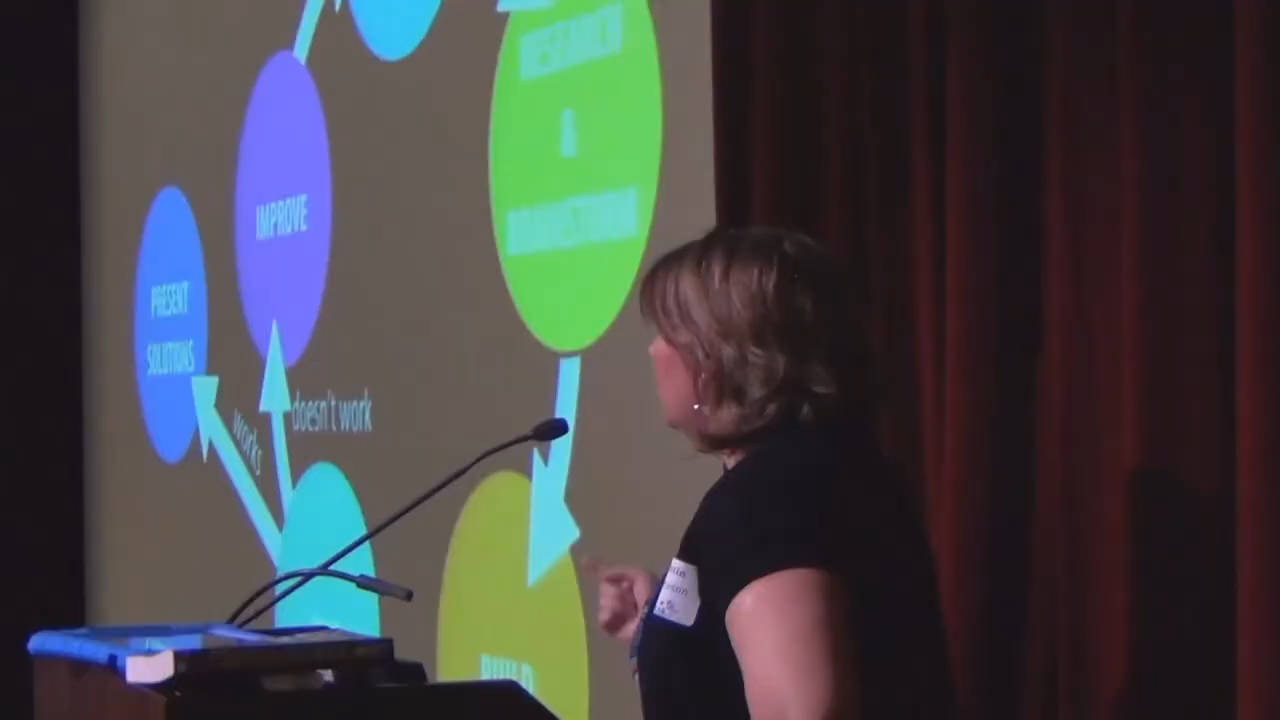 RESEARCH
&
BRAINSTORM
IMPROVE
PRESENT
SOLUTIONS
works
doesn't work
BUILD